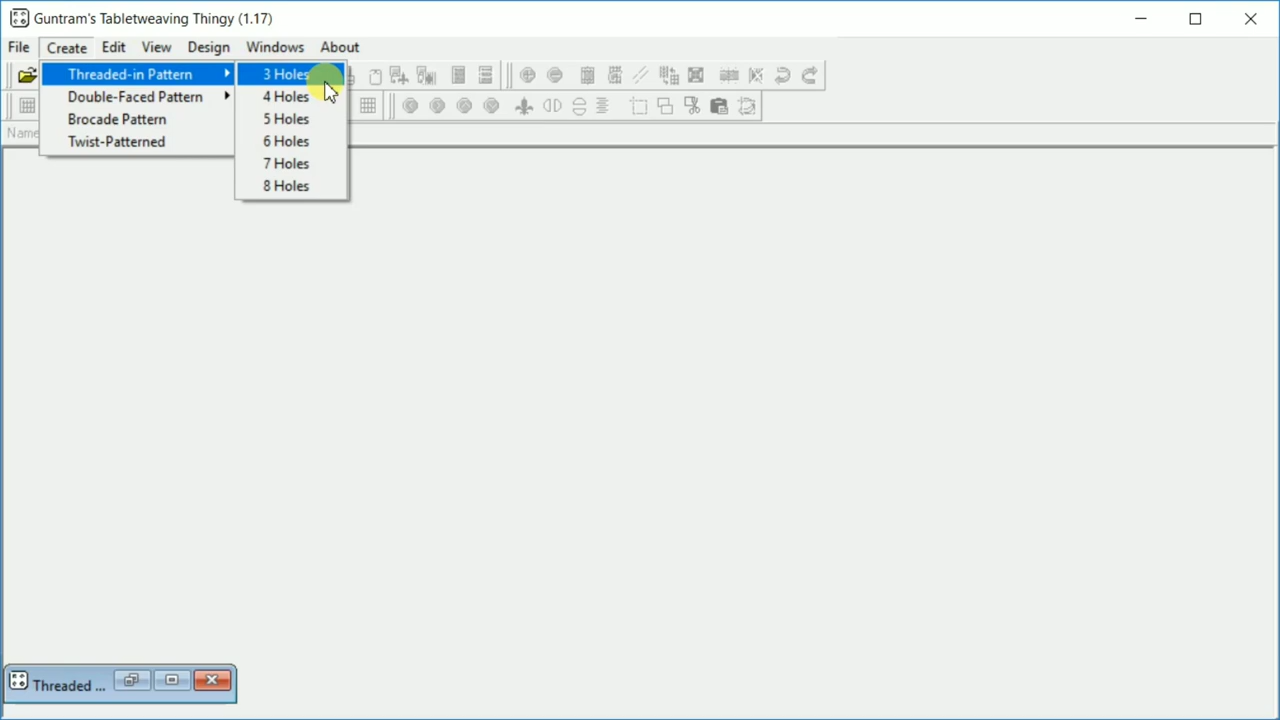 Guntram's Tabletweaving Thingy (1.17)
File Create Edit View Design Windows About
Threaded-in Pattern
Double-Faced Pattern
Brocade Pattern
Twist-Patterned
3 Holes
4 Holes
5 Holes
6 Holes
7 Holes
8 Holes
Name
Threaded ...